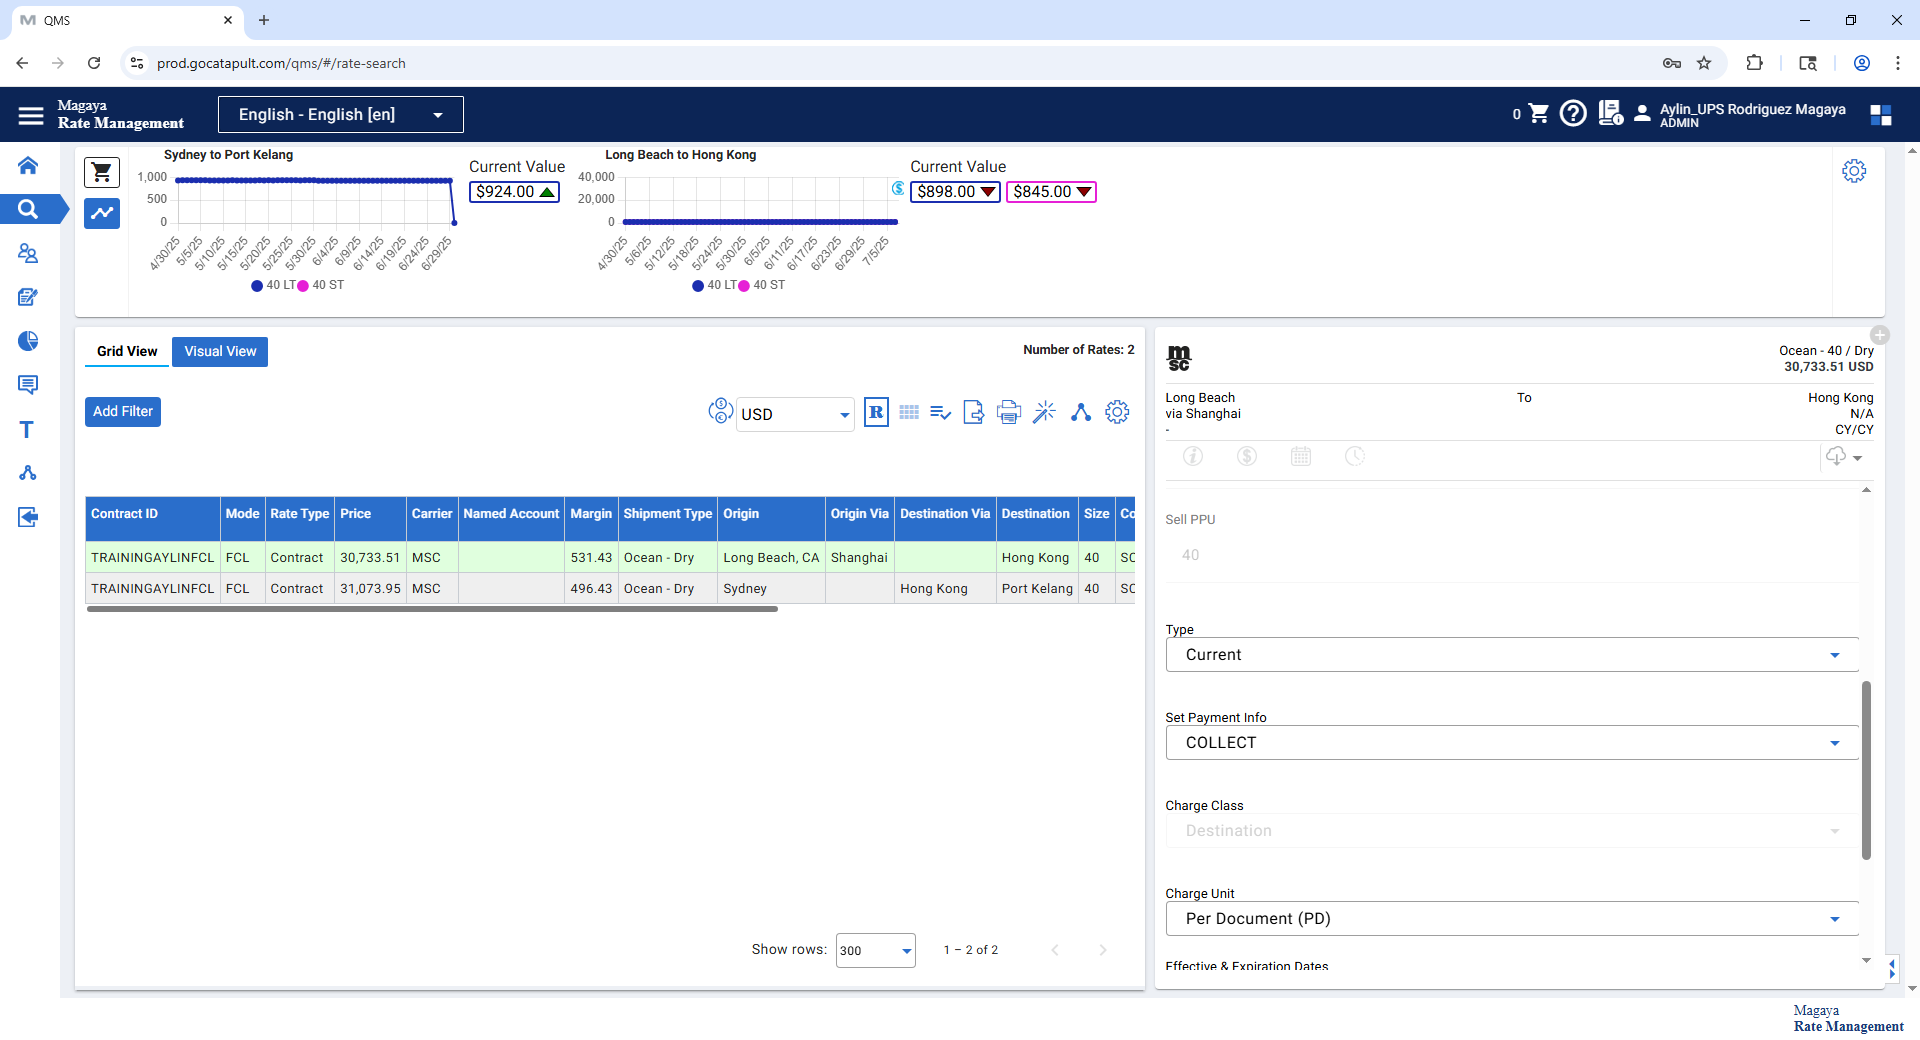 QMS
prod.gocatapult.com/qms/#/rate-search
Magaya
Rate Management
English - English [en]
0
Aylin_UPS Rodriguez Magaya
ADMIN
Sydney to Port Kelang
1,000
500
0
4/30/25
5/5/25
5/10/25
5/15/25
5/20/25
5/25/25
5/30/25
6/4/25
6/9/25
6/14/25
6/19/25
6/24/25
6/29/25
40 LT
40 ST
Current Value
$924.00
Long Beach to Hong Kong
40,000
20,000
0
4/30/25
5/6/25
5/12/25
5/18/25
5/24/25
5/30/25
6/5/25
6/11/25
6/17/25
6/23/25
6/29/25
7/5/25
40 LT
40 ST
Current Value
$898.00
$845.00
Grid View
Visual View
Number of Rates: 2
Add Filter
USD
R
Contract ID Mode Rate Type Price Carrier Named Account Margin Shipment Type Origin Origin Via Destination Via Destination Size Co
TRAININGAYLINFCL FCL Contract 30,733.51 MSC 531.43 Ocean - Dry Long Beach, CA Shanghai Hong Kong 40 SC
TRAININGAYLINFCL FCL Contract 31,073.95 MSC 496.43 Ocean - Dry Sydney Hong Kong Port Kelang 40 SC
Show rows: 300 1 – 2 of 2
msc
Ocean - 40 / Dry
30,733.51 USD
Long Beach To Hong Kong
via Shanghai N/A
- CY/CY
Sell PPU
40
Type
Current
Set Payment Info
COLLECT
Charge Class
Destination
Charge Unit
Per Document (PD)
Effective & Expiration Dates
Magaya
Rate Management